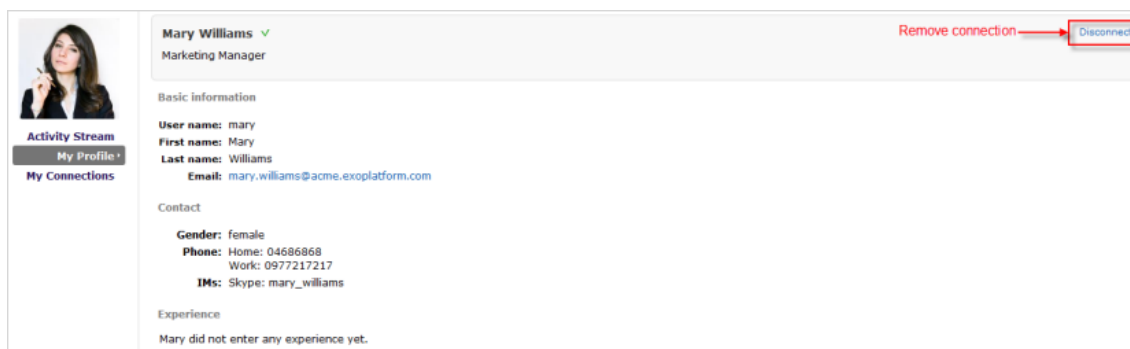 Mary Williams
Marketing Manager
Remove connection
Disconnect
Activity Stream
My Profile
My Connections
Basic information
User name: mary
First name: Mary
Last name: Williams
Email: mary.williams@acme.exoplatform.com
Contact
Gender: female
Phone: Home: 04686868
Work: 0977217217
IMs: Skype: mary_williams
Experience
Mary did not enter any experience yet.